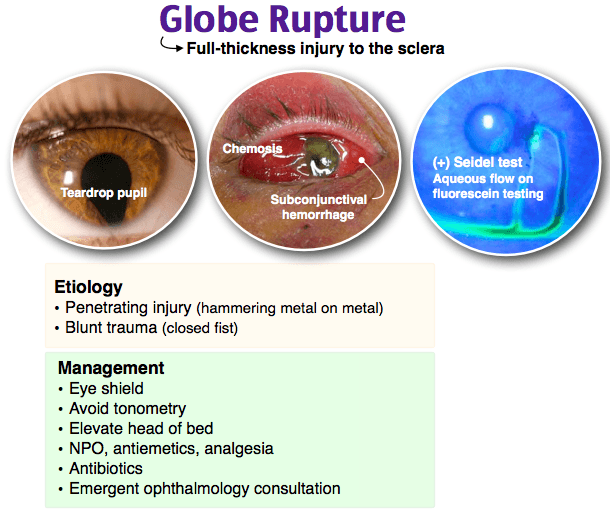 Globe Rupture
Full-thickness injury to the sclera
Teardrop pupil
Chemosis
Subconjunctival
hemorrhage
(+) Seidel test
Aqueous flow on
fluorescein testing
Etiology
• Penetrating injury (hammering metal on metal)
• Blunt trauma (closed fist)
Management
• Eye shield
• Avoid tonometry
• Elevate head of bed
• NPO, antiemetics, analgesia
• Antibiotics
• Emergent ophthalmology consultation